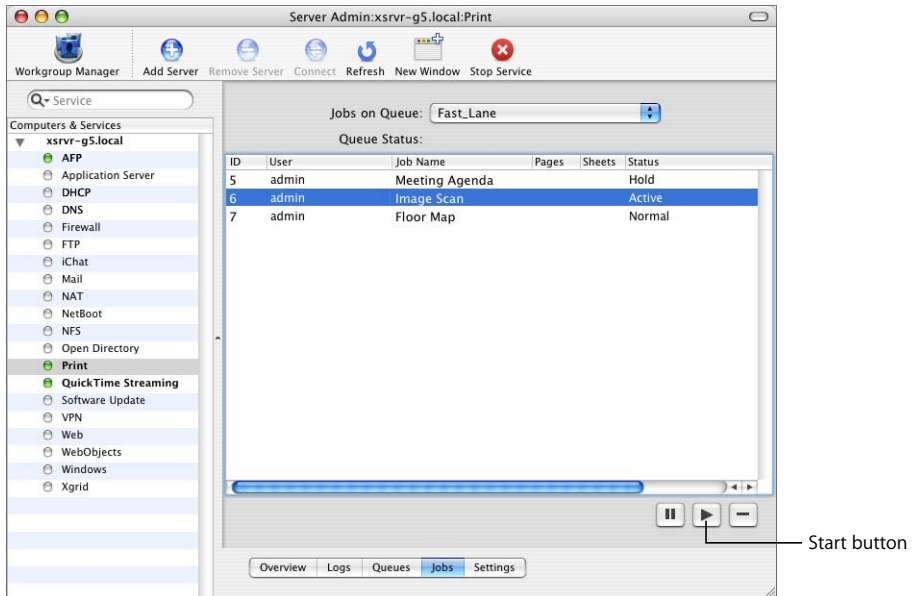 Server Admin:xsrvr-g5.local:Print
Workgroup Manager Add Server Remove Server Connect Refresh New Window Stop Service
Service
Computers & Services
xsrvr-g5.local
AFP
Application Server
DHCP
DNS
Firewall
FTP
iChat
Mail
NAT
NetBoot
NFS
Open Directory
Print
QuickTime Streaming
Software Update
VPN
Web
WebObjects
Windows
Xgrid
Jobs on Queue: Fast_Lane
Queue Status:
ID User Job Name Pages Sheets Status
5 admin Meeting Agenda Hold
6 admin Image Scan Active
7 admin Floor Map Normal
Start button
Overview Logs Queues Jobs Settings